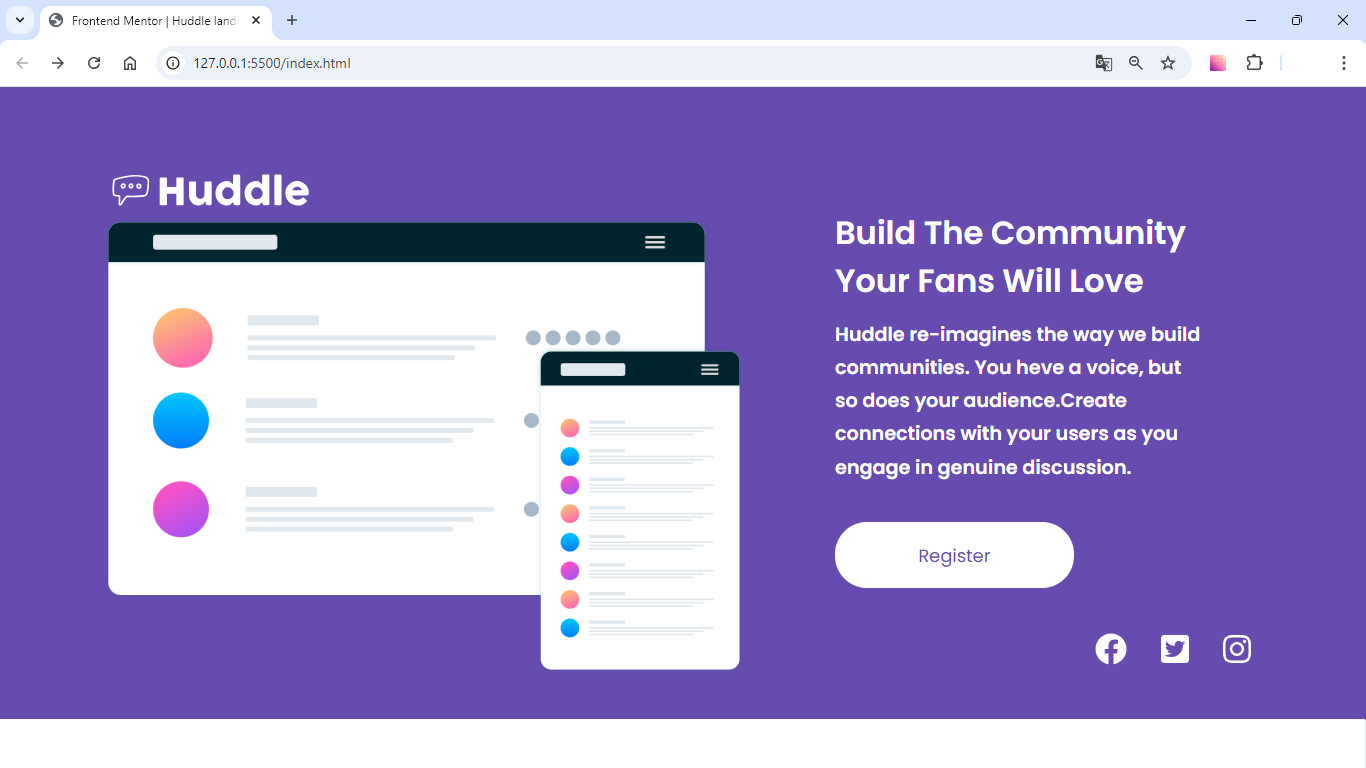 Frontend Mentor | Huddle land
127.0.0.1:5500/index.html
Huddle
Build The Community
Your Fans Will Love
Huddle re-imagines the way we build
communities. You heve a voice, but
so does your audience.Create
connections with your users as you
engage in genuine discussion.
Register